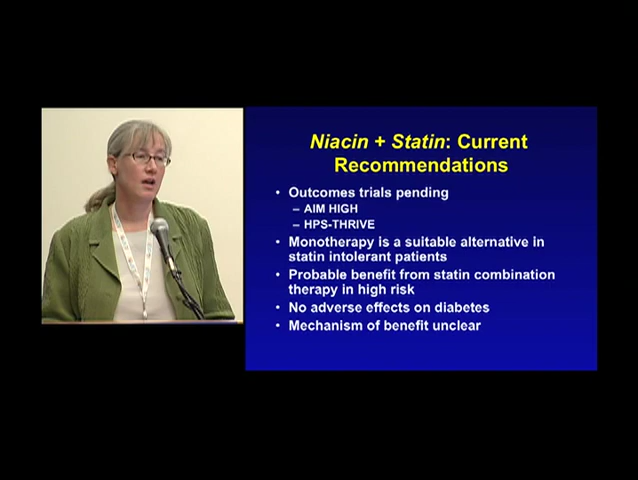 Niacin + Statin: Current
Recommendations
• Outcomes trials pending
– AIM HIGH
– HPS-THRIVE
• Monotherapy is a suitable alternative in
statin intolerant patients
• Probable benefit from statin combination
therapy in high risk
• No adverse effects on diabetes
• Mechanism of benefit unclear